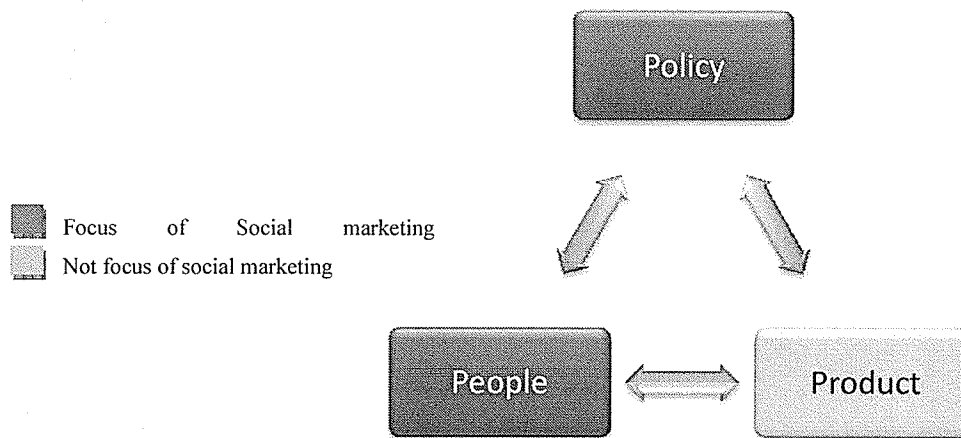 Policy
Focus of Social marketing
Not focus of social marketing
People
Product